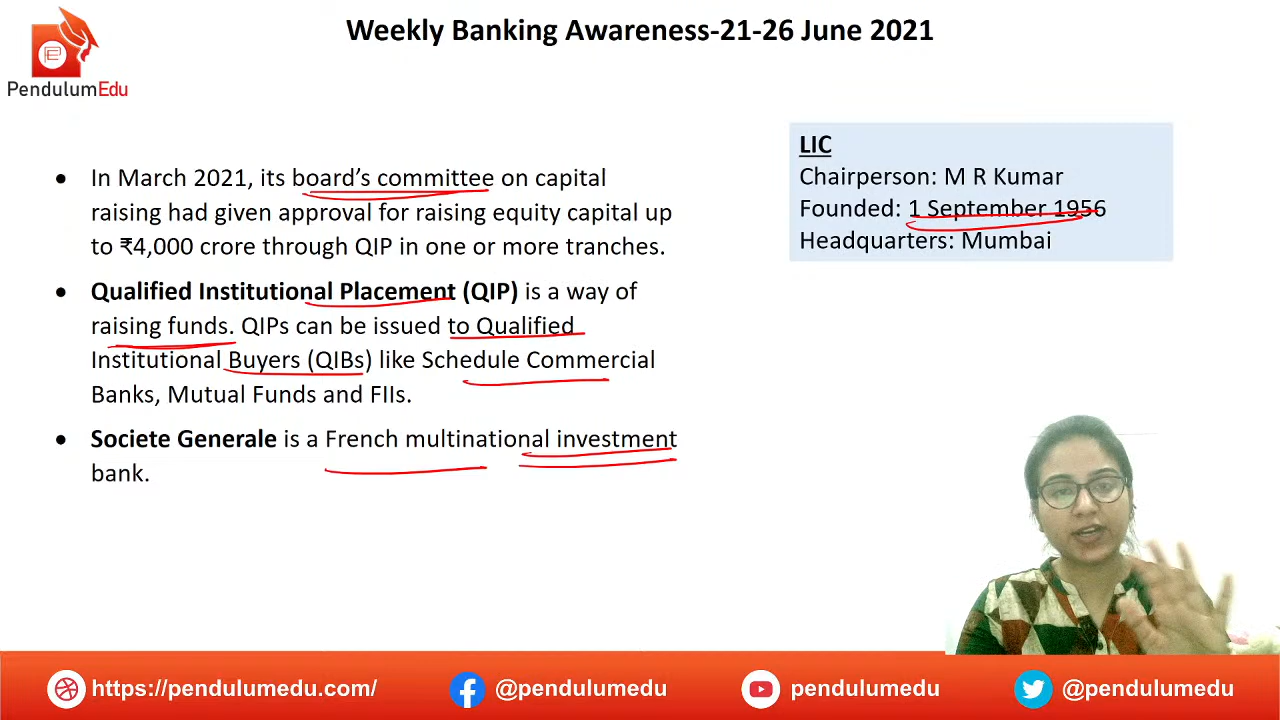 Weekly Banking Awareness-21-26 June 2021
PendulumEdu
• In March 2021, its board’s committee on capital
raising had given approval for raising equity capital up
to ₹4,000 crore through QIP in one or more tranches.
• Qualified Institutional Placement (QIP) is a way of
raising funds. QIPs can be issued to Qualified
Institutional Buyers (QIBs) like Schedule Commercial
Banks, Mutual Funds and FIIs.
• Societe Generale is a French multinational investment
bank.
LIC
Chairperson: M R Kumar
Founded: 1 September 1956
Headquarters: Mumbai
https://pendulumedu.com/
@pendulumedu
pendulumedu
@pendulumedu